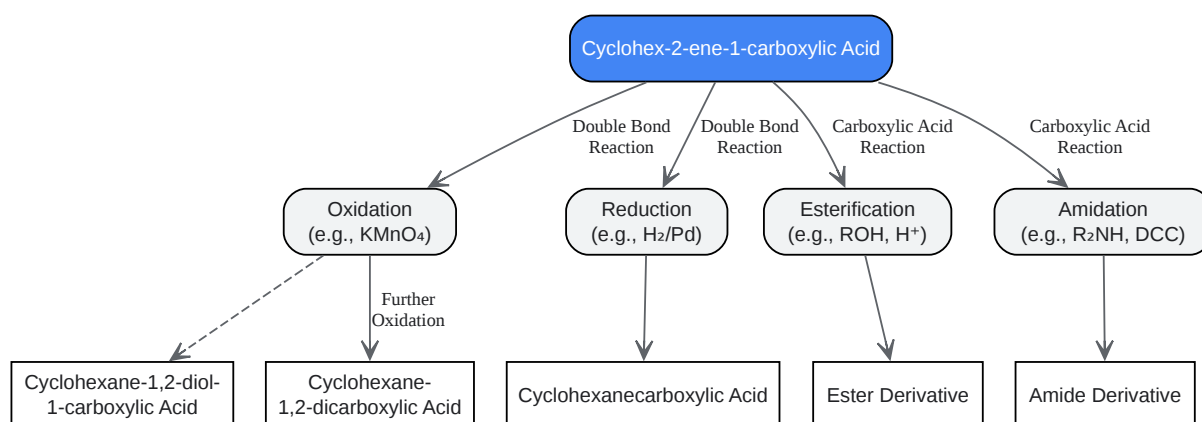 Cyclohex-2-ene-1-carboxylic Acid
Double Bond
Reaction
Double Bond
Reaction
Carboxylic Acid
Reaction
Carboxylic Acid
Reaction
Oxidation
(e.g., KMnO₄)
Reduction
(e.g., H₂/Pd)
Esterification
(e.g., ROH, H⁺)
Amidation
(e.g., R₂NH, DCC)
Further
Oxidation
Cyclohexane-1,2-diol-
1-carboxylic Acid
Cyclohexane-
1,2-dicarboxylic Acid
Cyclohexanecarboxylic Acid
Ester Derivative
Amide Derivative